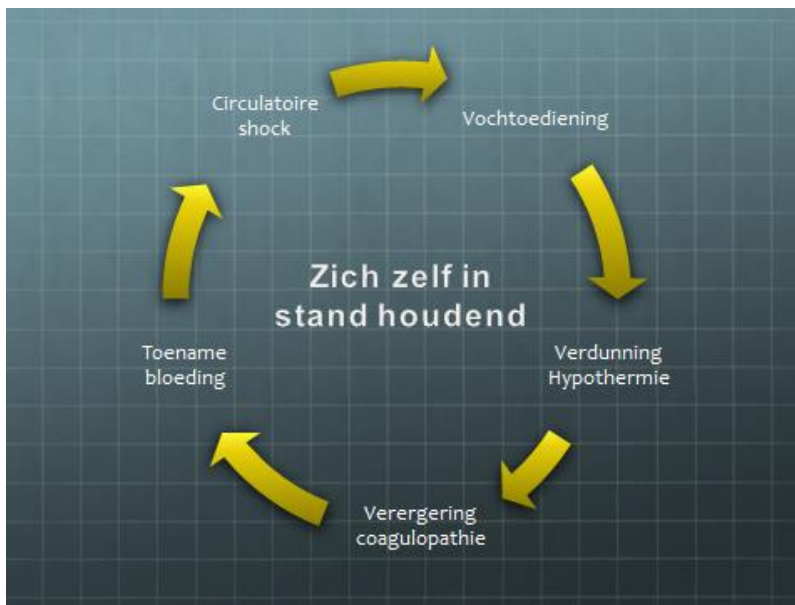 Circulatoire
shock
Vochtoediening
Zich zelf in
stand houdend
Verdunning
Hypothermie
Verergering
coagulopathie
Toename
bloeding